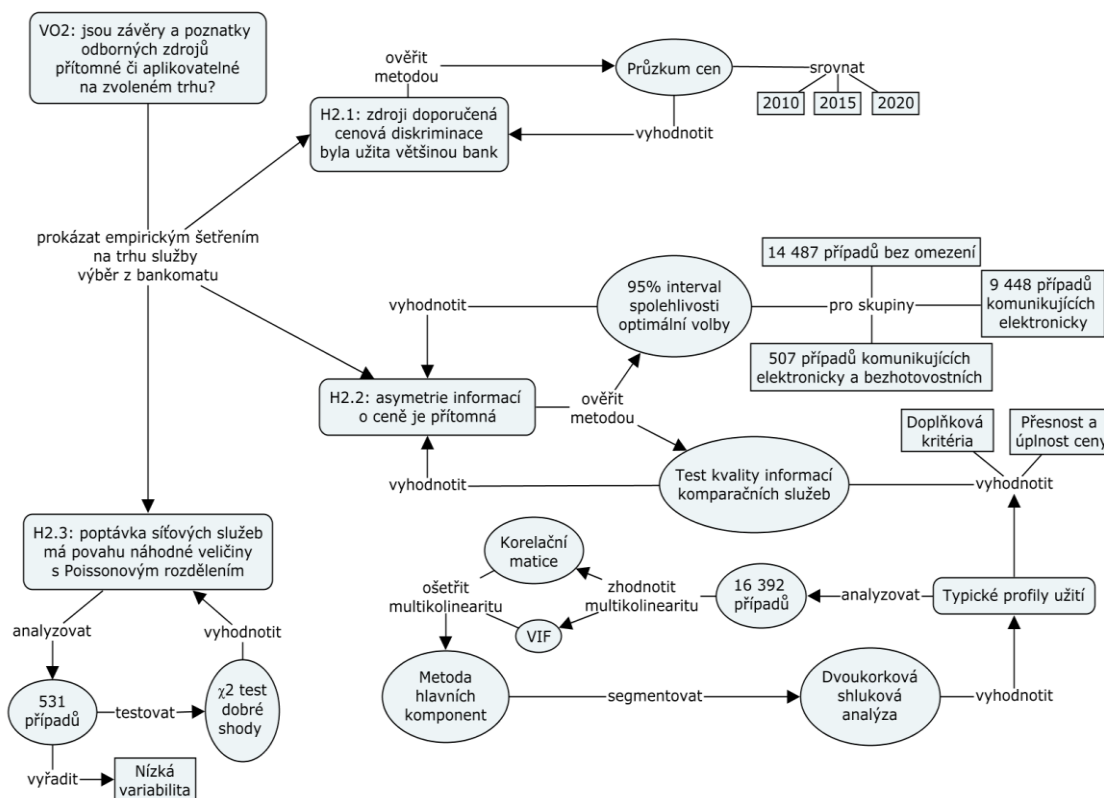 VO2: jsou závěry a poznatky
odborných zdrojů
přítomné či aplikovatelné
na zvoleném trhu?
ověřit
metodou
Průzkum cen
srovnat
2010
2015
2020
H2.1: zdroji doporučená
cenová diskriminace
byla užita většinou bank
vyhodnotit
prokázat empirickým šetřením
na trhu služby
výběr z bankomatu
14 487 případů bez omezení
95% interval
spolehlivosti
optimální volby
vyhodnotit
pro skupiny
9 448 případů
komunikujících
elektronicky
507 případů komunikujících
elektronicky a bezhotovostních
H2.2: asymetrie informací
o ceně je přítomná
ověřit
metodou
Doplňková
kritéria
Přesnost a
úplnost ceny
vyhodnotit
Test kvality informací
komparačních služeb
vyhodnotit
H2.3: poptávka síťových služeb
má povahu náhodné veličiny
s Poissonovým rozdělením
Korelační
matice
ošetřit
multikolinearitu
zhodnotit
multikolinearitu
16 392
případů
analyzovat
Typické profily užití
VIF
analyzovat
vyhodnotit
531
případů
testovat
χ2 test
dobré
shody
Metoda
hlavních
komponent
segmentovat
Dvoukorková
shluková
analýza
vyhodnotit
vyřadit
Nízká
variabilita